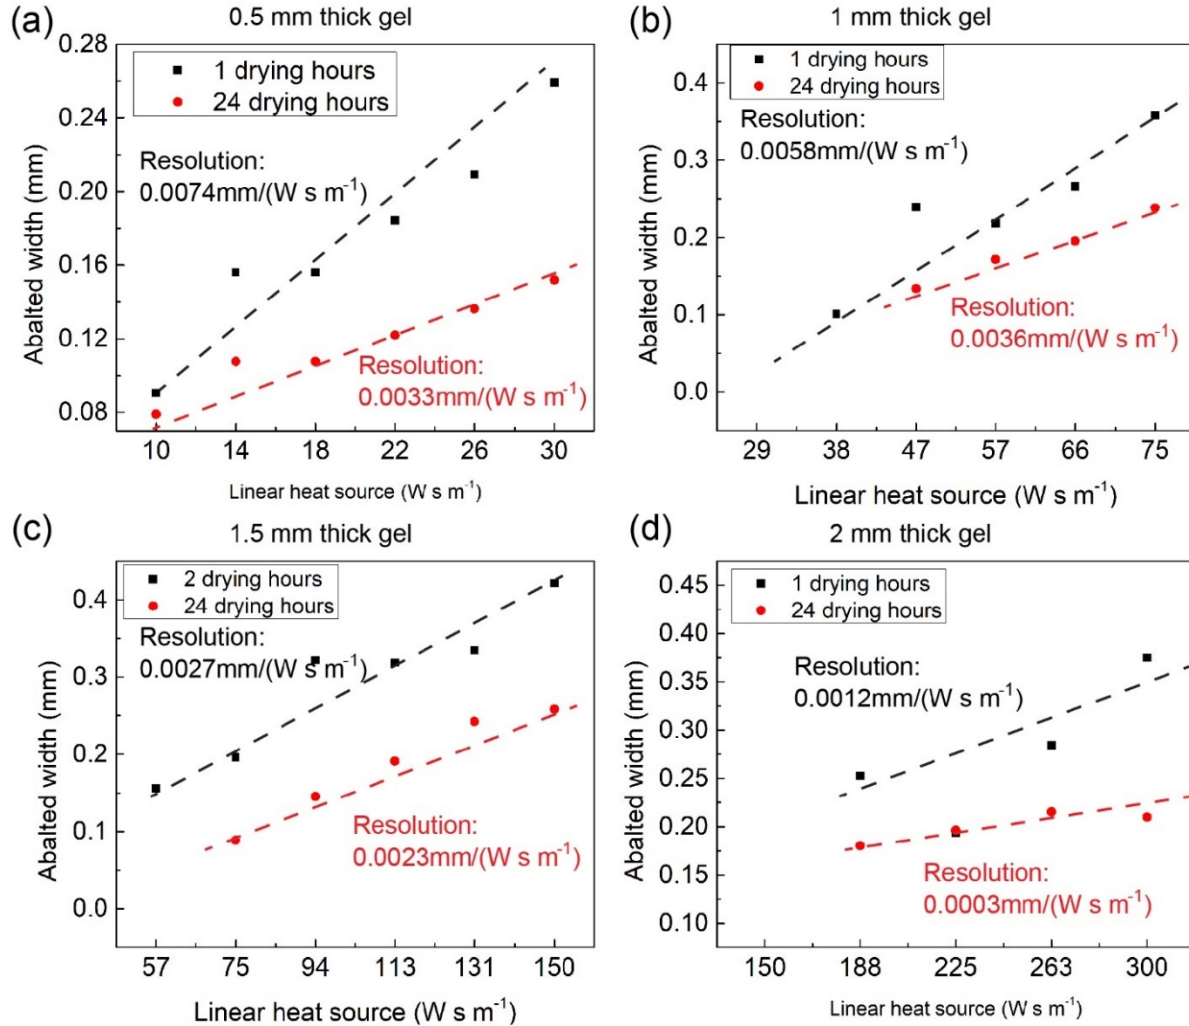 (a)
0.5 mm thick gel
0.28
0.24
0.20
0.16
0.12
0.08
Abalted width (mm)
1 drying hours
24 drying hours
Resolution:
0.0074mm/(W s m⁻¹)
Resolution:
0.0033mm/(W s m⁻¹)
10 14 18 22 26 30
Linear heat source (W s m⁻¹)
(b)
1 mm thick gel
0.4
0.3
0.2
0.1
0.0
Abalted width (mm)
1 drying hours
24 drying hours
Resolution:
0.0058mm/(W s m⁻¹)
Resolution:
0.0036mm/(W s m⁻¹)
29 38 47 57 66 75
Linear heat source (W s m⁻¹)
(c)
1.5 mm thick gel
0.4
0.3
0.2
0.1
0.0
Abalted width (mm)
2 drying hours
24 drying hours
Resolution:
0.0027mm/(W s m⁻¹)
Resolution:
0.0023mm/(W s m⁻¹)
57 75 94 113 131 150
Linear heat source (W s m⁻¹)
(d)
2 mm thick gel
0.45
0.40
0.35
0.30
0.25
0.20
0.15
0.10
Abalted width (mm)
1 drying hours
24 drying hours
Resolution:
0.0012mm/(W s m⁻¹)
Resolution:
0.0003mm/(W s m⁻¹)
150 188 225 263 300
Linear heat source (W s m⁻¹)